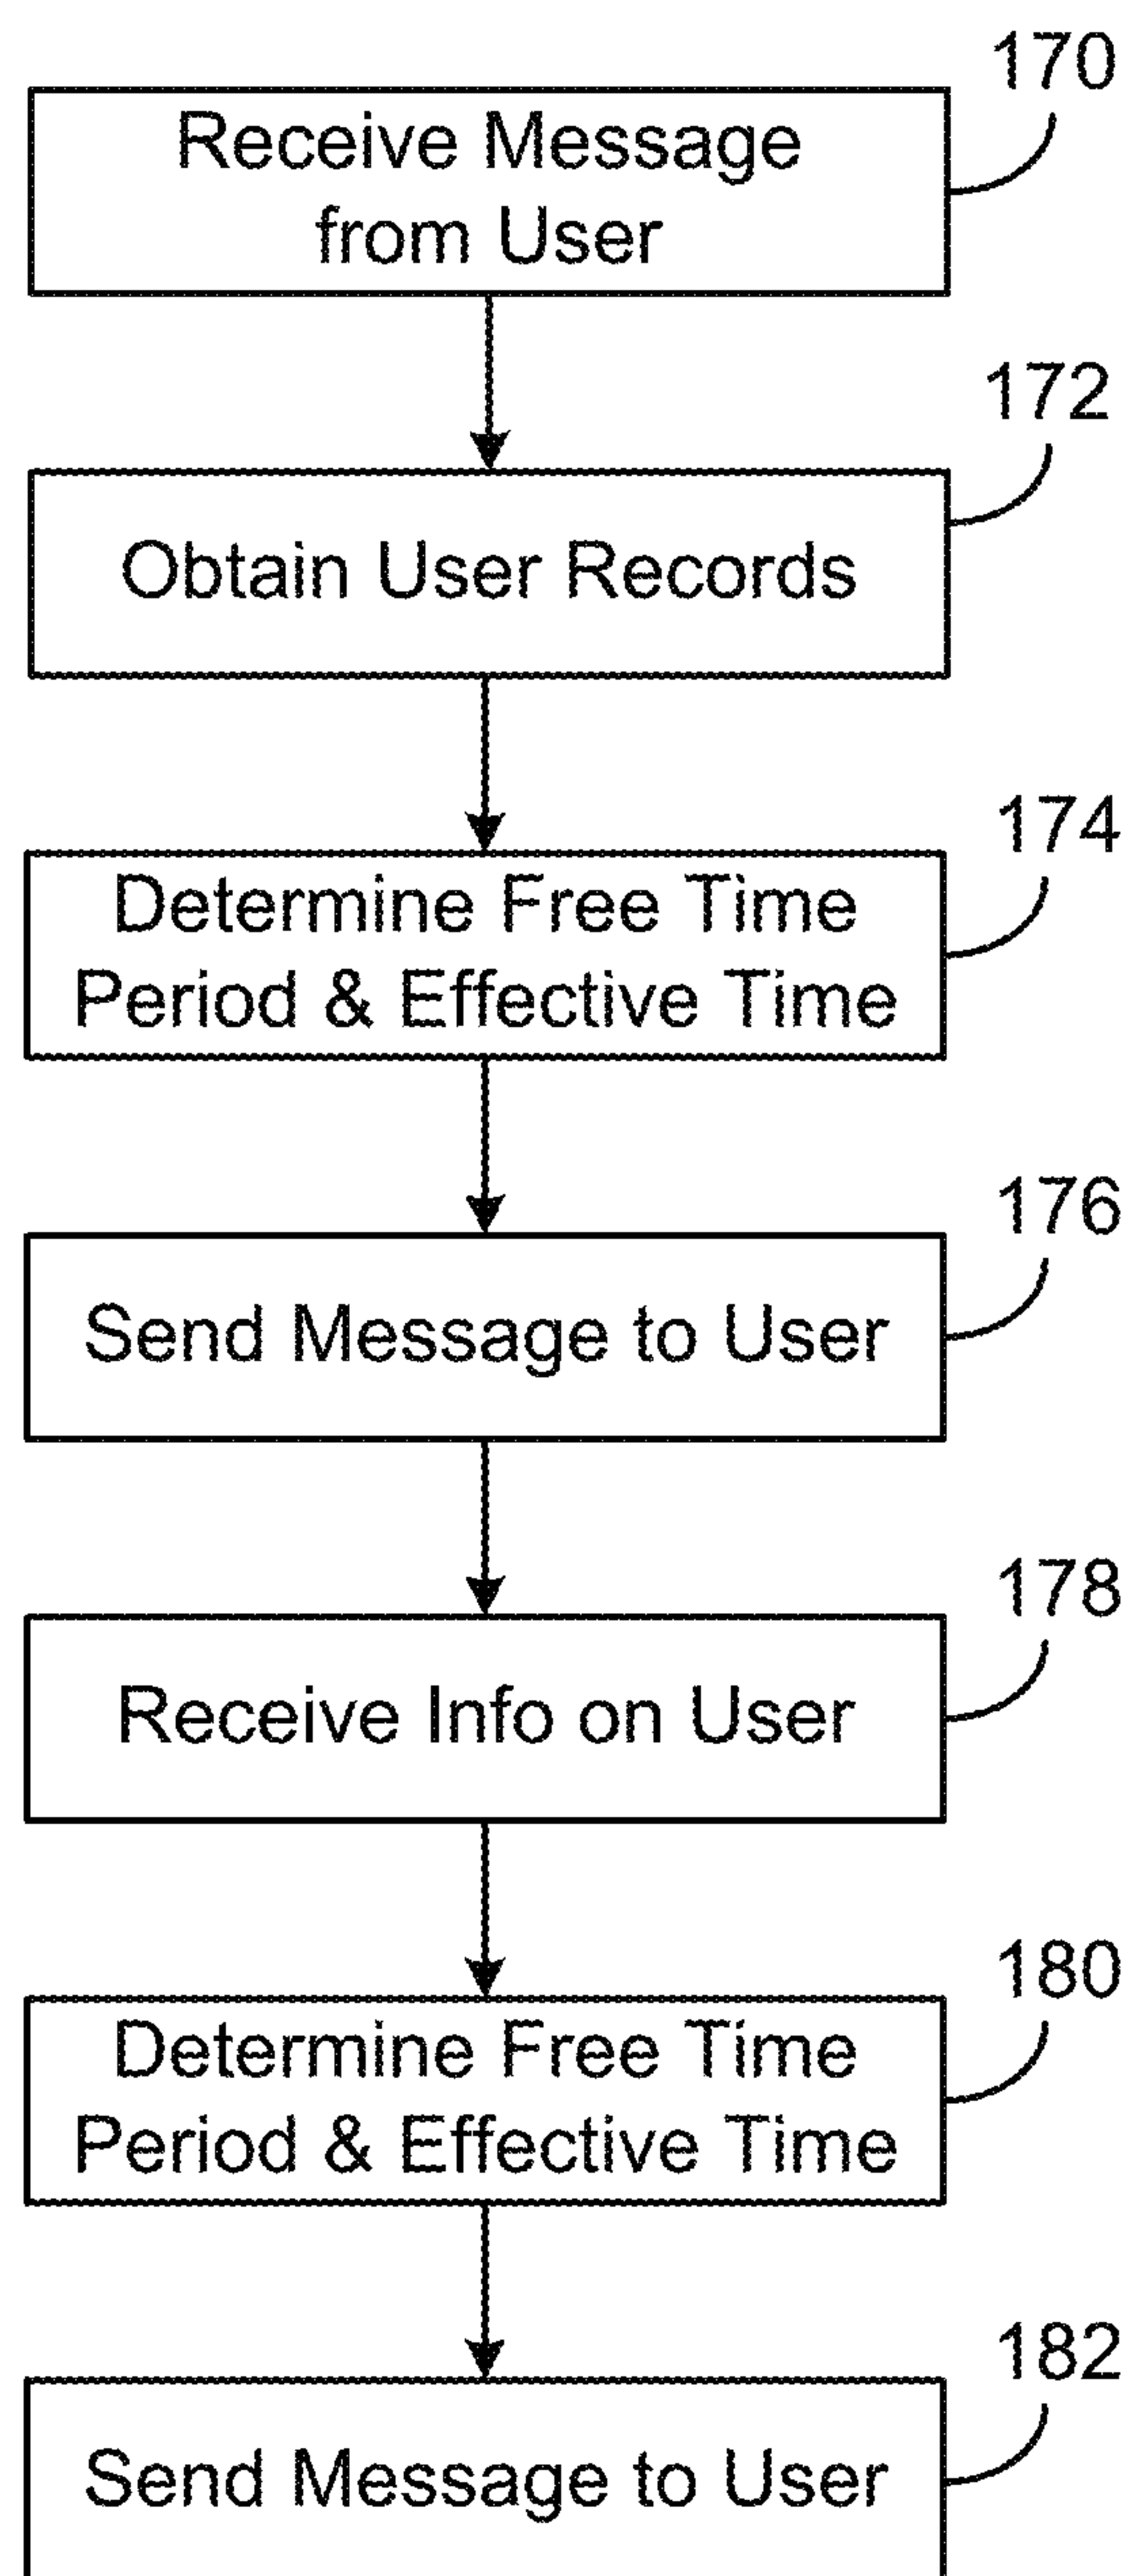 170
Receive Message
from User
172
Obtain User Records
174
Determine Free Time
Period & Effective Time
176
Send Message to User
178
Receive Info on User
180
Determine Free Time
Period & Effective Time
182
Send Message to User